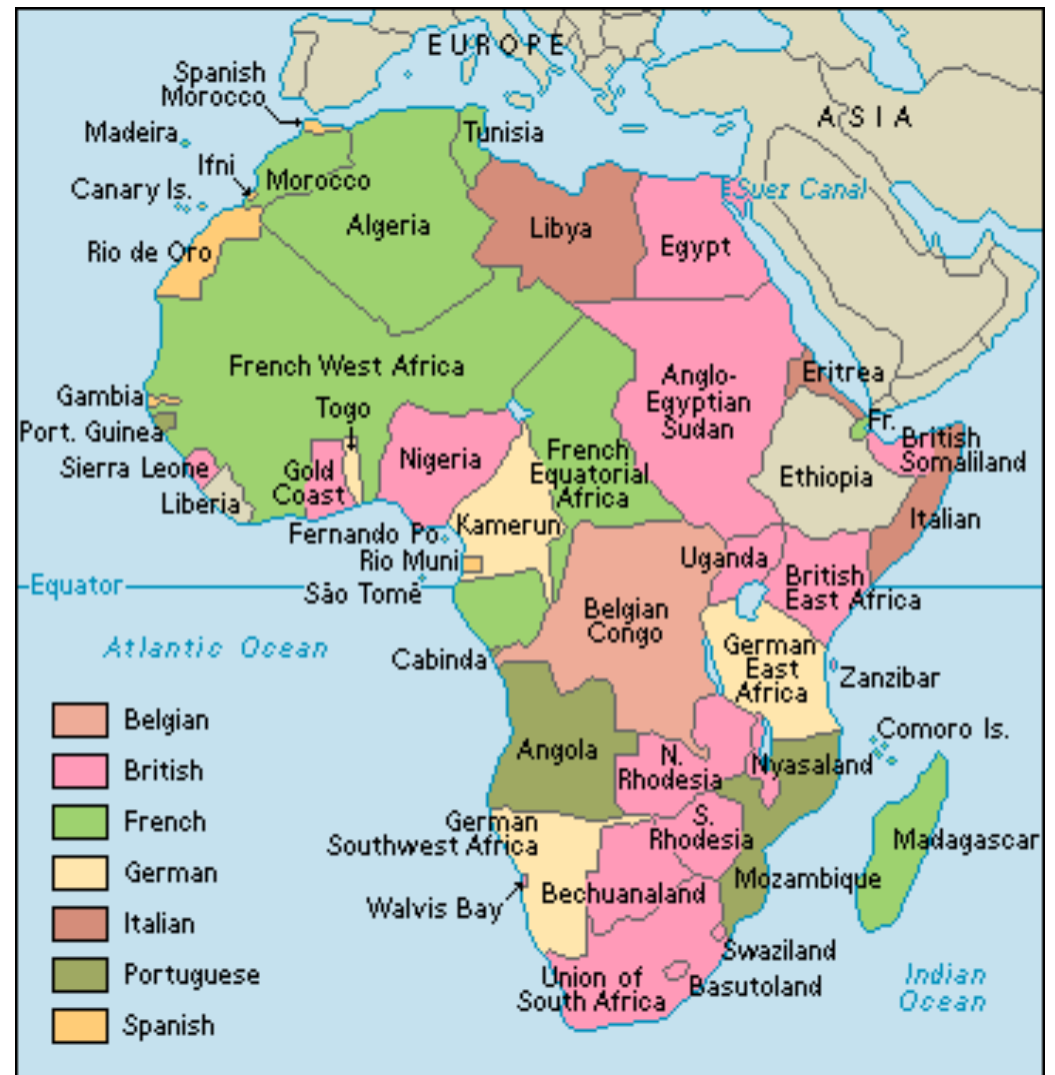 EUROPE
Spanish
Morocco
ASIA
Madeira
Tunisia
Ifni
Morocco
Canary Is.
Suez Canal
Algeria
Libya
Egypt
Rio de Oro
French West Africa
Anglo-
Egyptian
Sudan
Eritrea
Gambia
Togo
Fr.
Port. Guinea
British
Somaliland
Sierra Leone
Gold
Coast
Nigeria
French
Equatorial
Africa
Ethiopia
Liberia
Italian
Fernando Po
Kamerun
Rio Muni
Uganda
British
East Africa
Equator
São Tomé
Belgian
Congo
Atlantic Ocean
Cabinda
German
East
Africa
Zanzibar
Comoro Is.
Angola
N.
Rhodesia
Nyasaland
German
Southwest Africa
S.
Rhodesia
Madagascar
Mozambique
Walvis Bay
Bechuanaland
Swaziland
Union of
South Africa
Basutoland
Indian
Ocean
Belgian
British
French
German
Italian
Portuguese
Spanish